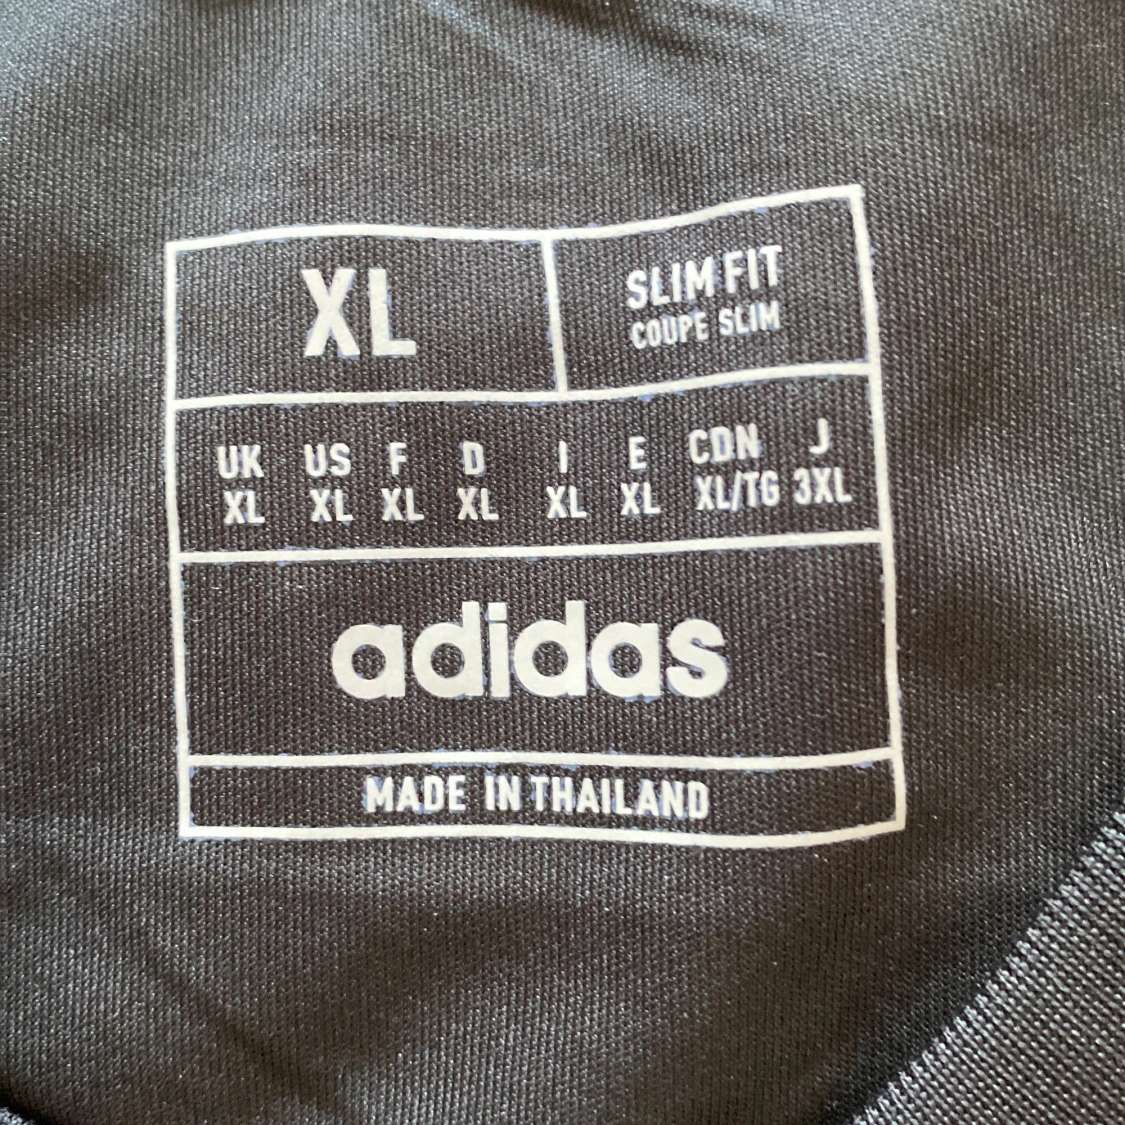 XL
SLIM FIT
COUPE SLIM
UK US F D I E CDN J
XL XL XL XL XL XL XL/TG 3XL
adidas
MADE IN THAILAND